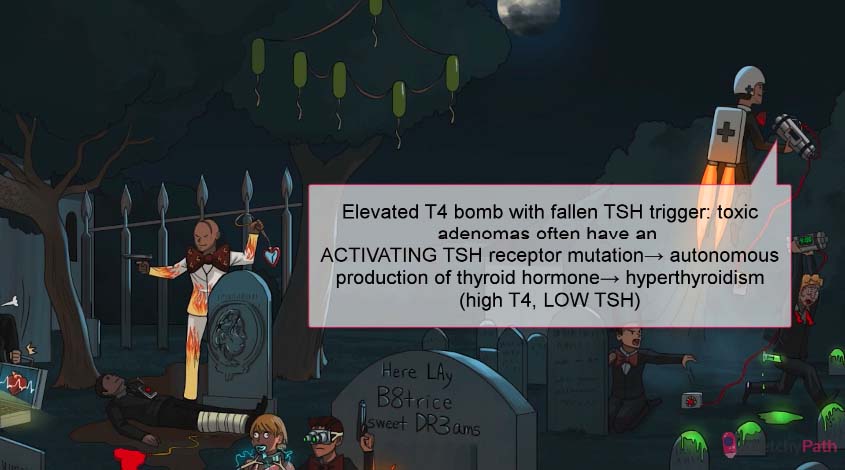 Elevated T4 bomb with fallen TSH trigger: toxic
adenomas often have an
ACTIVATING TSH receptor mutation→ autonomous
production of thyroid hormone→ hyperthyroidism
(high T4, LOW TSH)
Here LAy
B8trice
sweet DR3ams